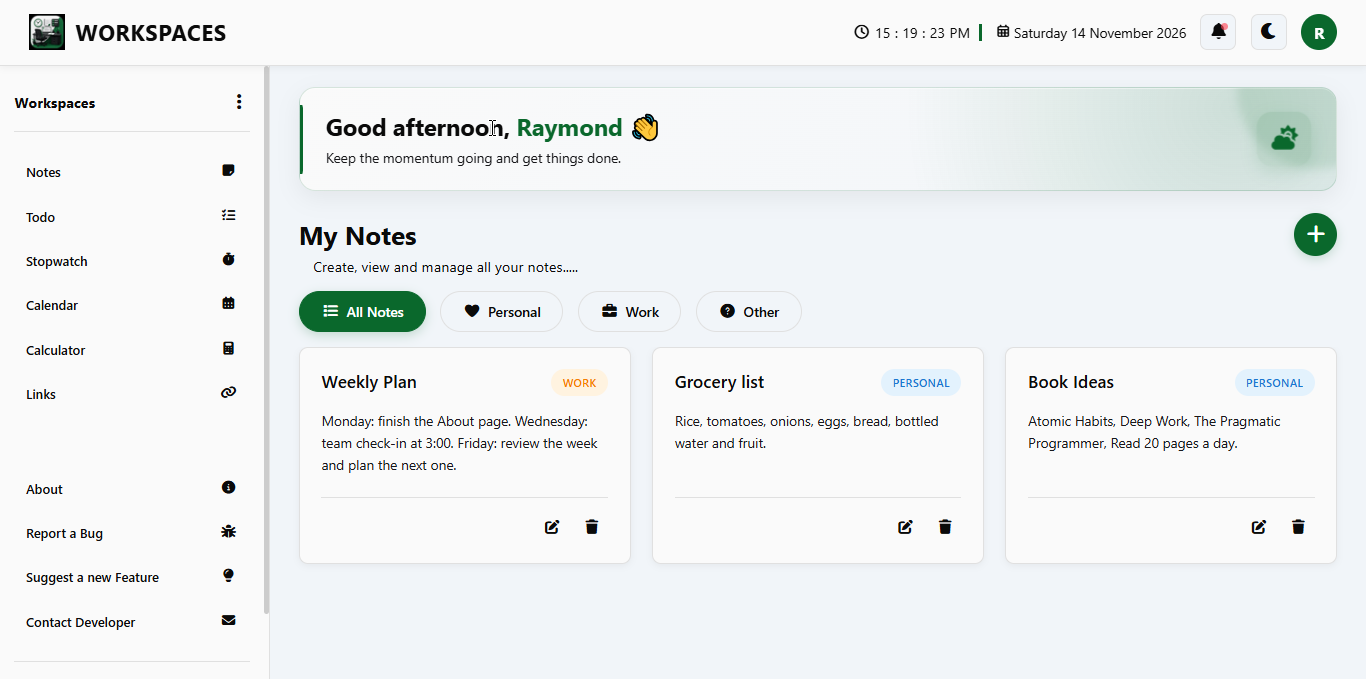 WORKSPACES
15 : 19 : 23 PM
Saturday 14 November 2026
R
Workspaces
Notes
Todo
Stopwatch
Calendar
Calculator
Links
About
Report a Bug
Suggest a new Feature
Contact Developer
Good afternoon, Raymond 👋
Keep the momentum going and get things done.
My Notes
Create, view and manage all your notes.....
All Notes
Personal
Work
Other
Weekly Plan
WORK
Monday: finish the About page. Wednesday:
team check-in at 3:00. Friday: review the week
and plan the next one.
Grocery list
PERSONAL
Rice, tomatoes, onions, eggs, bread, bottled
water and fruit.
Book Ideas
PERSONAL
Atomic Habits, Deep Work, The Pragmatic
Programmer, Read 20 pages a day.